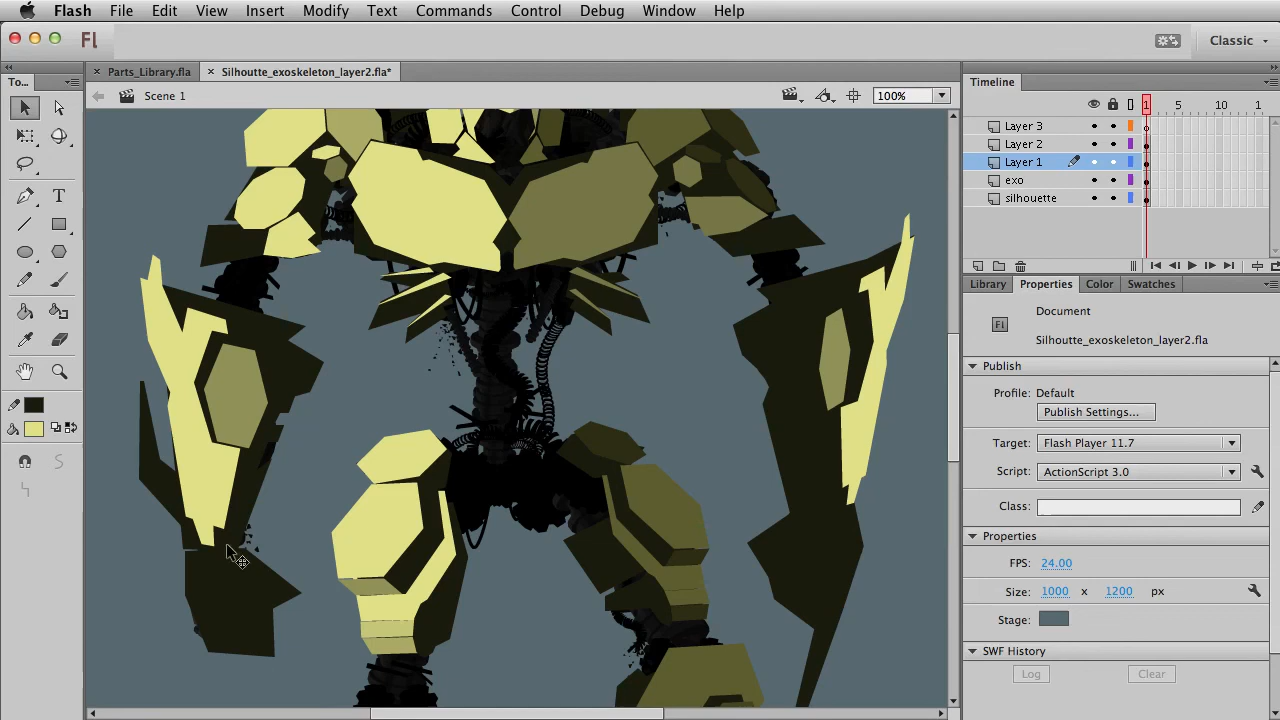 Flash File Edit View Insert Modify Text Commands Control Debug Window Help
Fl Classic
To... × Parts_Library.fla × Silhoutte_exoskeleton_layer2.fla* Timeline
Scene 1 100%
1 5 10 1
Layer 3
Layer 2
Layer 1
exo
silhouette
Library Properties Color Swatches
Document
Fl
Silhoutte_exoskeleton_layer2.fla
Publish
Profile: Default
Publish Settings...
Target: Flash Player 11.7
Script: ActionScript 3.0
Class:
Properties
FPS: 24.00
Size: 1000 x 1200 px
Stage:
SWF History
Log Clear